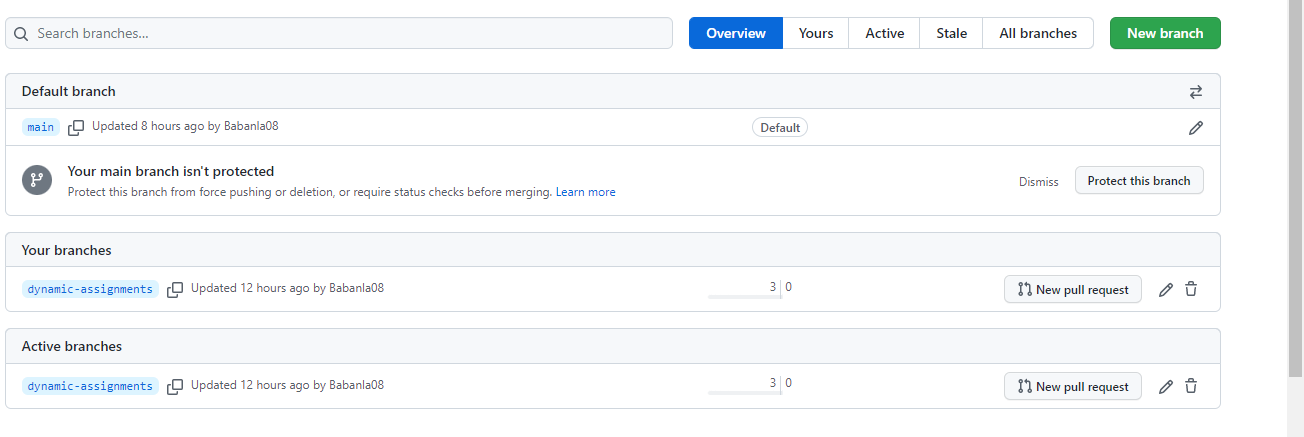 Search branches...
Overview Yours Active Stale All branches New branch
Default branch
main Updated 8 hours ago by Babanla08 Default
Your main branch isn't protected
Protect this branch from force pushing or deletion, or require status checks before merging. Learn more
Dismiss Protect this branch
Your branches
dynamic-assignments Updated 12 hours ago by Babanla08 3 0 New pull request
Active branches
dynamic-assignments Updated 12 hours ago by Babanla08 3 0 New pull request